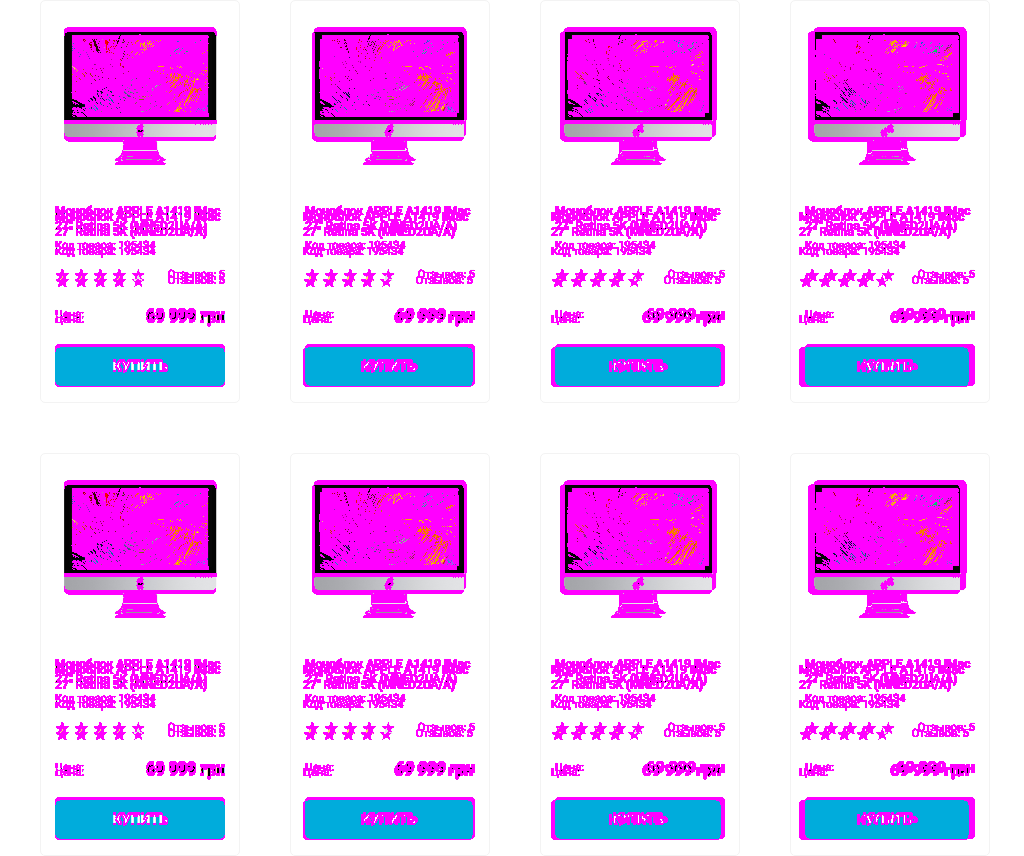 Моноблок APPLE A1419 iMac
27" Retina 5K (MNED2UA/A)
Код товара: 195434
Отзывов: 5
Цена:
69 999 грн
КУПИТЬ
Моноблок APPLE A1419 iMac
27" Retina 5K (MNED2UA/A)
Код товара: 195434
Отзывов: 5
Цена:
69 999 грн
КУПИТЬ
Моноблок APPLE A1419 iMac
27" Retina 5K (MNED2UA/A)
Код товара: 195434
Отзывов: 5
Цена:
69 999 грн
КУПИТЬ
Моноблок APPLE A1419 iMac
27" Retina 5K (MNED2UA/A)
Код товара: 195434
Отзывов: 5
Цена:
69 999 грн
КУПИТЬ
Моноблок APPLE A1419 iMac
27" Retina 5K (MNED2UA/A)
Код товара: 195434
Отзывов: 5
Цена:
69 999 грн
КУПИТЬ
Моноблок APPLE A1419 iMac
27" Retina 5K (MNED2UA/A)
Код товара: 195434
Отзывов: 5
Цена:
69 999 грн
КУПИТЬ
Моноблок APPLE A1419 iMac
27" Retina 5K (MNED2UA/A)
Код товара: 195434
Отзывов: 5
Цена:
69 999 грн
КУПИТЬ
Моноблок APPLE A1419 iMac
27" Retina 5K (MNED2UA/A)
Код товара: 195434
Отзывов: 5
Цена:
69 999 грн
КУПИТЬ